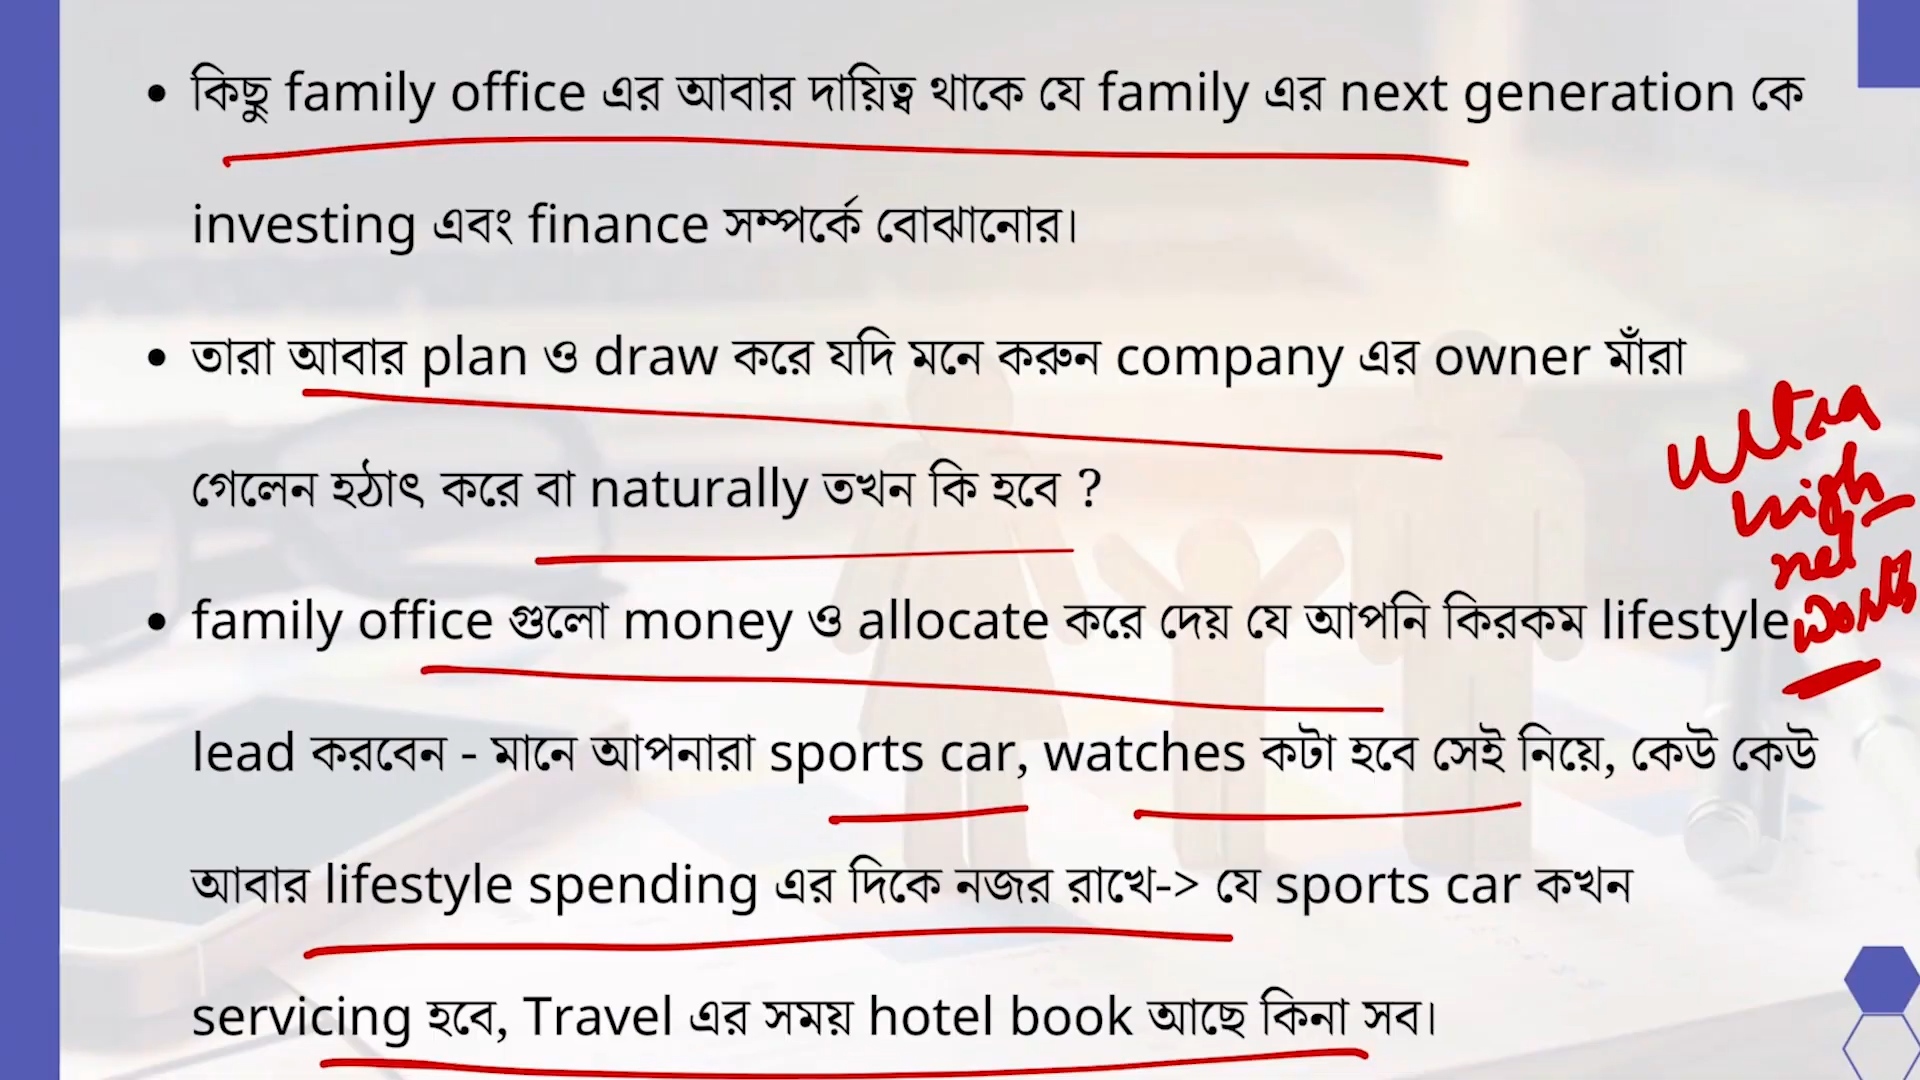 • কিছু family office এর আবার দায়িত্ব থাকে যে family এর next generation কে
investing এবং finance সম্পর্কে বোঝানোর।
• তারা আবার plan ও draw করে যদি মনে করুন company এর owner মাঁরা
গেলেন হঠাৎ করে বা naturally তখন কি হবে ?
• family office গুলো money ও allocate করে দেয় যে আপনি কিরকম lifestyle
lead করবেন - মানে আপনারা sports car, watches কটা হবে সেই নিয়ে, কেউ কেউ
আবার lifestyle spending এর দিকে নজর রাখে-> যে sports car কখন
servicing হবে, Travel এর সময় hotel book আছে কিনা সব।
ultra
high
net
worth